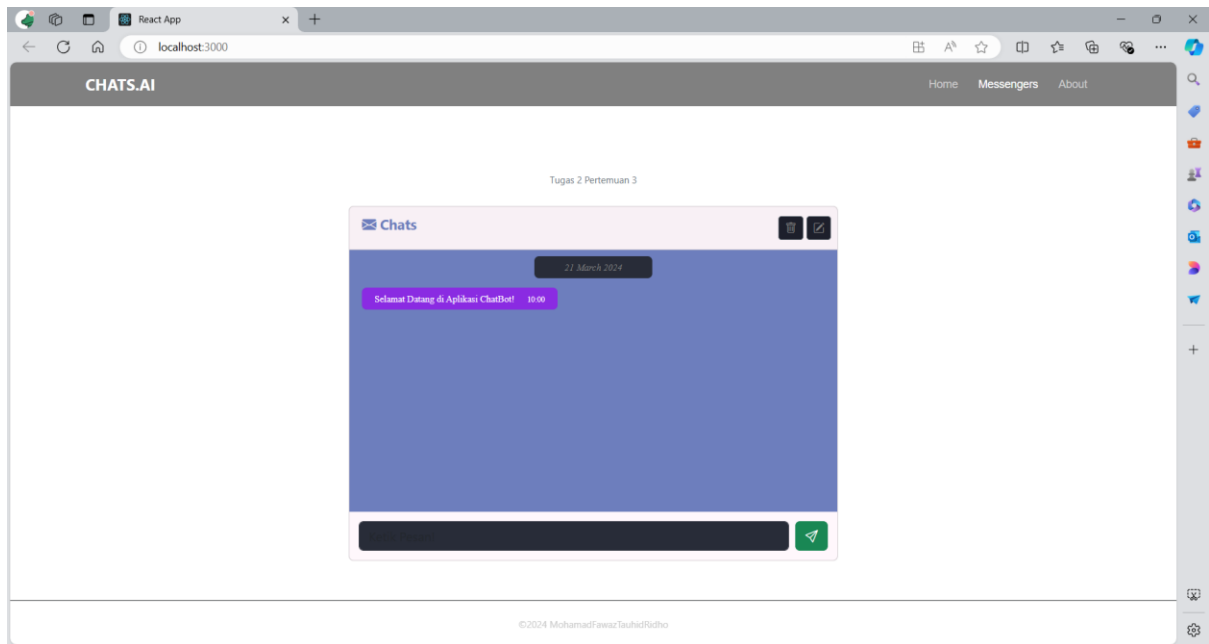 React App
localhost:3000
CHATS.AI
Home Messengers About
Tugas 2 Pertemuan 3
Chats
21 March 2024
Selamat Datang di Aplikasi ChatBot! 10:00
©2024 MohamadFawazTauhidRidho